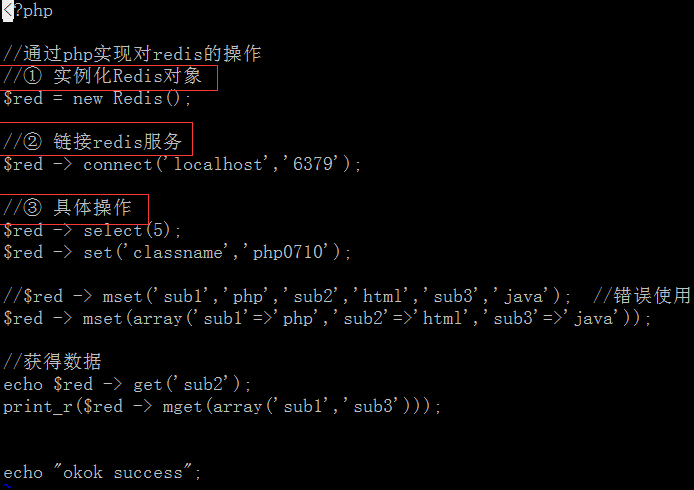 <?php
//通过php实现对redis的操作
//① 实例化Redis对象
$red = new Redis();
//② 链接redis服务
$red -> connect('localhost','6379');
//③ 具体操作
$red -> select(5);
$red -> set('classname','php0710');
//$red -> mset('sub1','php','sub2','html','sub3','java');  //错误使用
$red -> mset(array('sub1'=>'php','sub2'=>'html','sub3'=>'java'));
//获得数据
echo $red -> get('sub2');
print_r($red -> mget(array('sub1','sub3')));
echo "okok success";
~